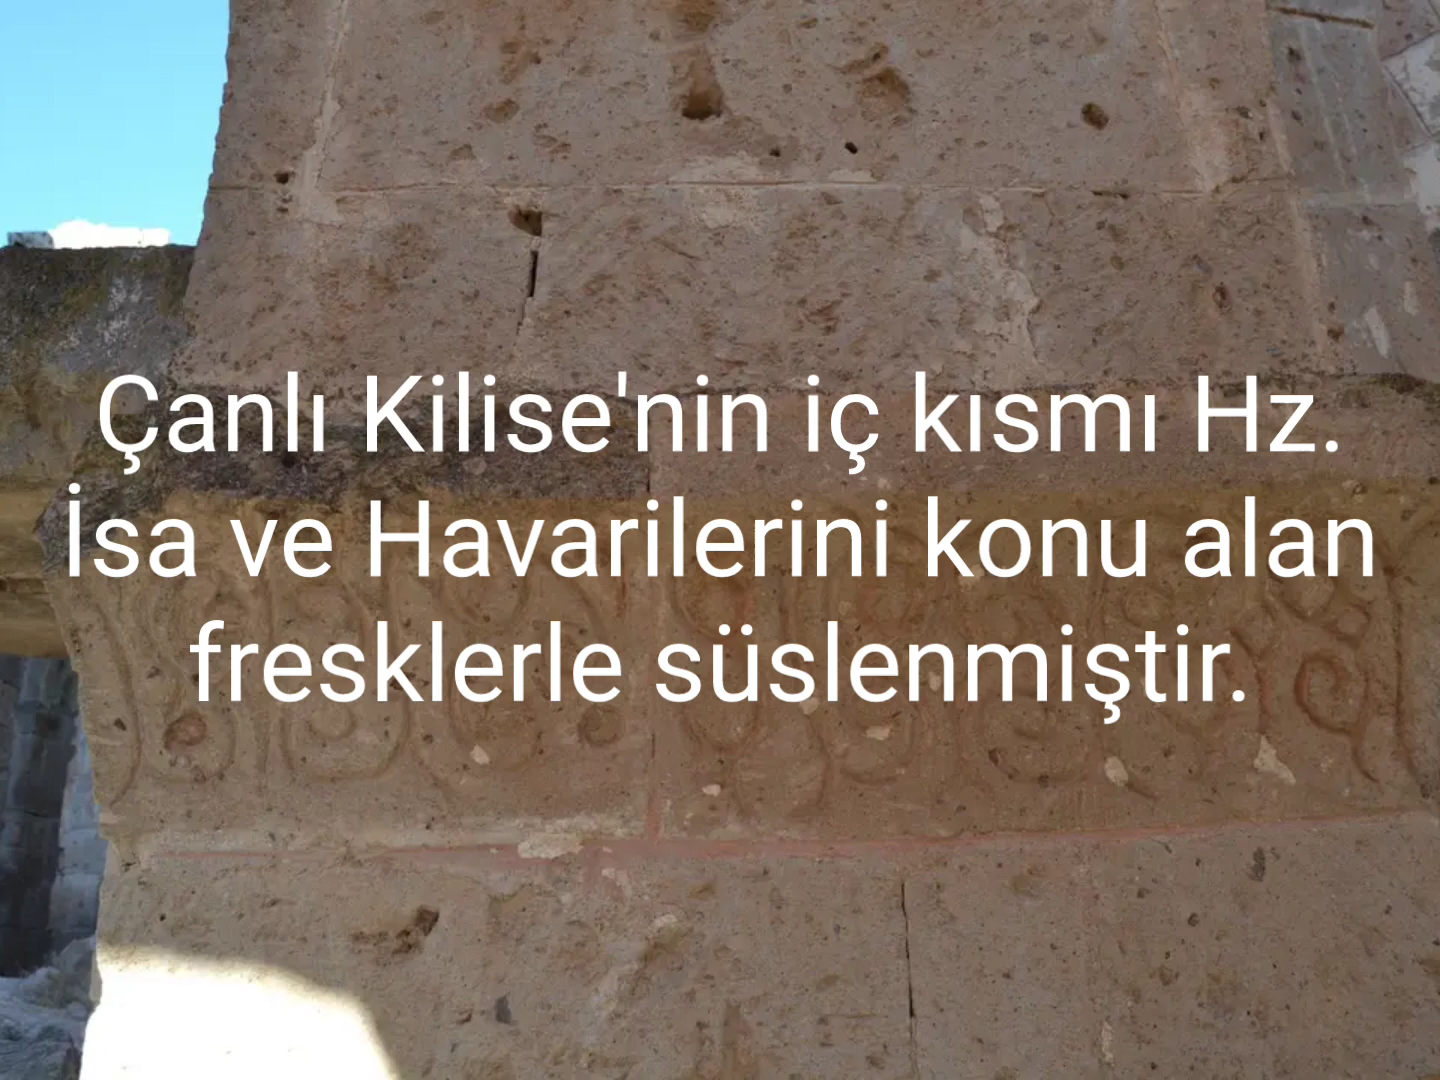 Çanlı Kilise'nin iç kısmı Hz.
İsa ve Havarilerini konu alan
fresklerle süslenmiştir.